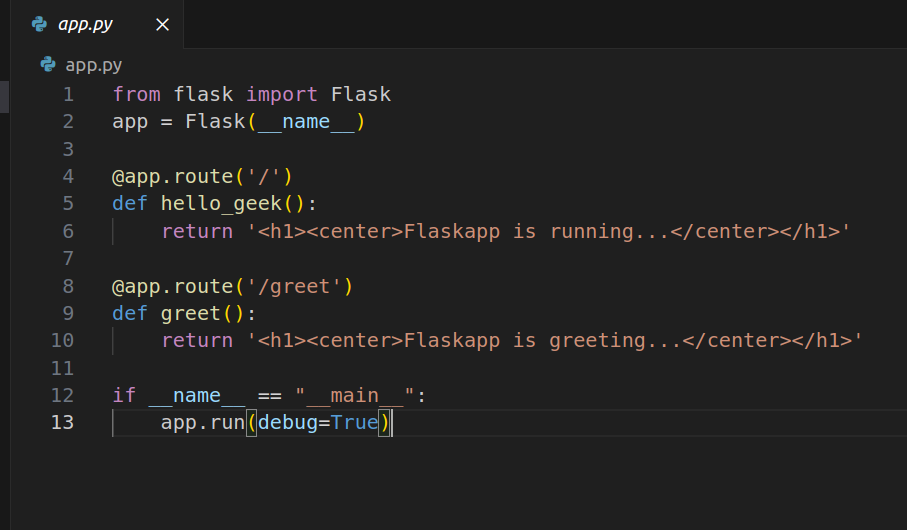 app.py
app.py
1 from flask import Flask
2 app = Flask(__name__)
3
4 @app.route('/')
5 def hello_geek():
6     return '<h1><center>Flaskapp is running...</center></h1>'
7
8 @app.route('/greet')
9 def greet():
10     return '<h1><center>Flaskapp is greeting...</center></h1>'
11
12 if __name__ == "__main__":
13     app.run(debug=True)